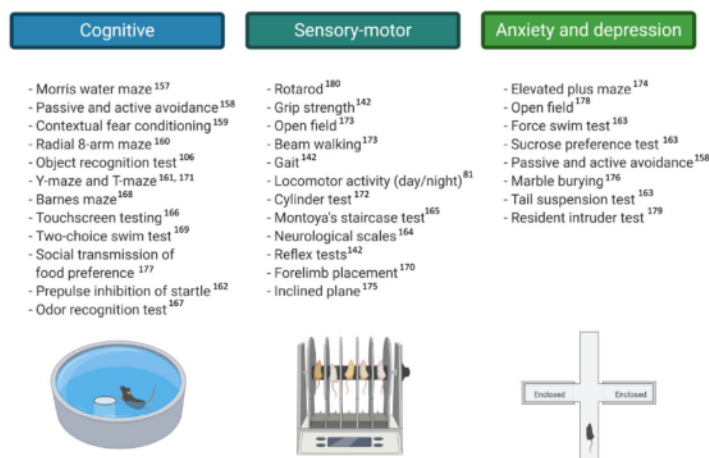 Cognitive
- Morris water maze 157
- Passive and active avoidance 158
- Contextual fear conditioning 159
- Radial 8-arm maze 160
- Object recognition test 106
- Y-maze and T-maze 161, 171
- Barnes maze 168
- Touchscreen testing 166
- Two-choice swim test 169
- Social transmission of
food preference 177
- Prepulse inhibition of startle 162
- Odor recognition test 167
Sensory-motor
- Rotarod 180
- Grip strength 142
- Open field 173
- Beam walking 173
- Gait 142
- Locomotor activity (day/night) 81
- Cylinder test 172
- Montoya's staircase test 165
- Neurological scales 164
- Reflex tests 142
- Forelimb placement 170
- Inclined plane 175
Anxiety and depression
- Elevated plus maze 174
- Open field 178
- Force swim test 163
- Sucrose preference test 163
- Passive and active avoidance 158
- Marble burying 176
- Tail suspension test 163
- Resident intruder test 179
Enclosed
Enclosed